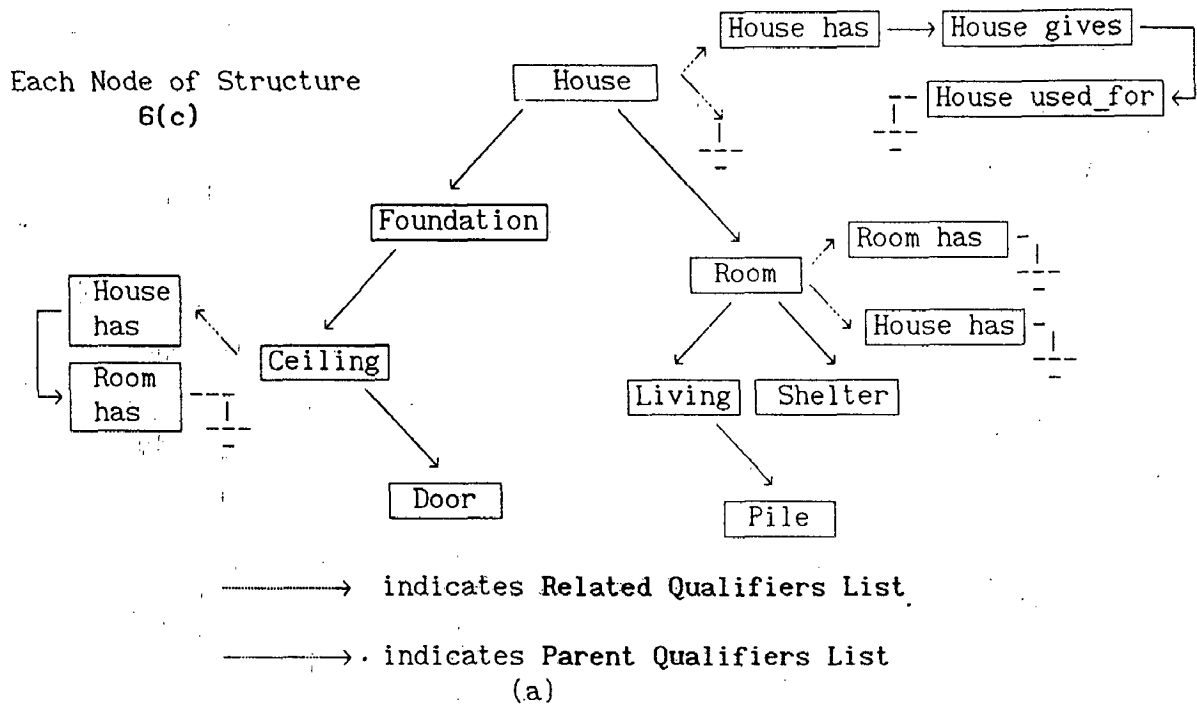 House has
House gives
Each Node of Structure
6(c)
House
House used_for
Foundation
Room has
Room
House has
House
has
Ceiling
Room
has
Living
Shelter
Door
Pile
indicates Related Qualifiers List
indicates Parent Qualifiers List
(a)